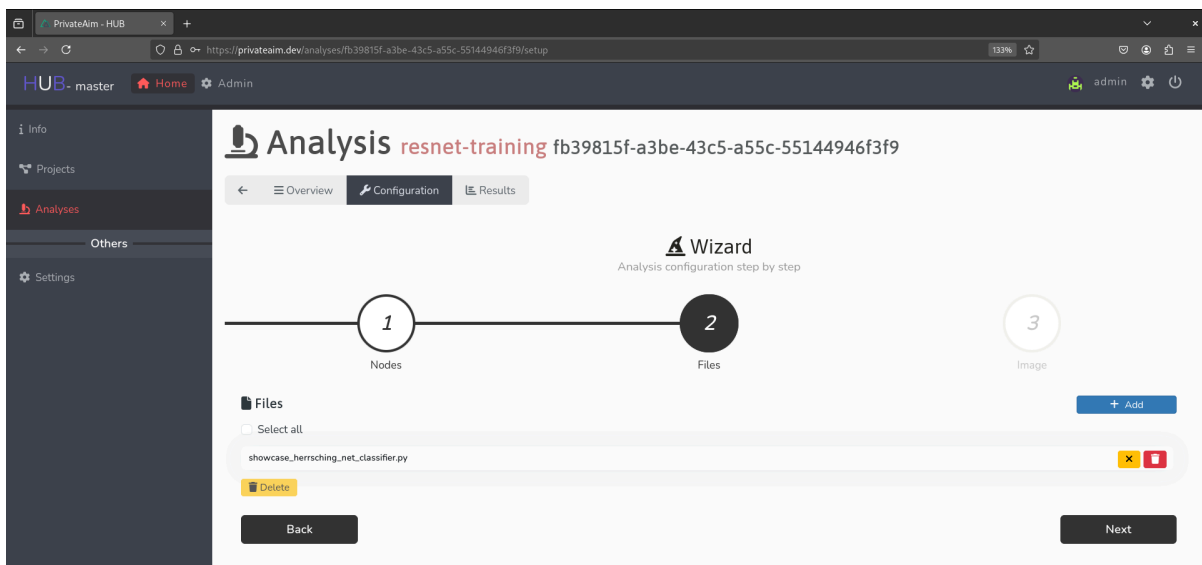 PrivateAim - HUB
https://privateaim.dev/analyses/fb39815f-a3be-43c5-a55c-55144946f3f9/setup
133%
HUB- master
Home
Admin
admin
Info
Projects
Analyses
Others
Settings
Analysis resnet-training fb39815f-a3be-43c5-a55c-55144946f3f9
Overview
Configuration
Results
Wizard
Analysis configuration step by step
1
2
3
Nodes
Files
Image
Files
+ Add
Select all
showcase_herrsching_net_classifier.py
Delete
Back
Next